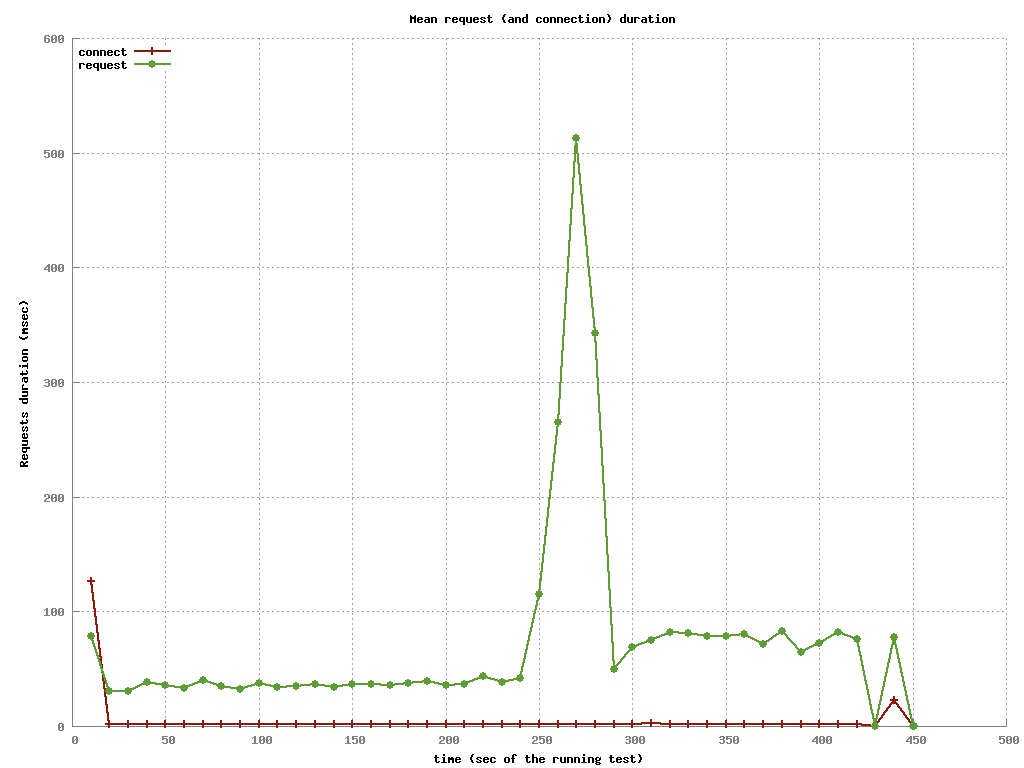 Mean request (and connection) duration
600
connect
request
500
400
300
200
100
0
0 50 100 150 200 250 300 350 400 450 500
Requests duration (msec)
time (sec of the running test)